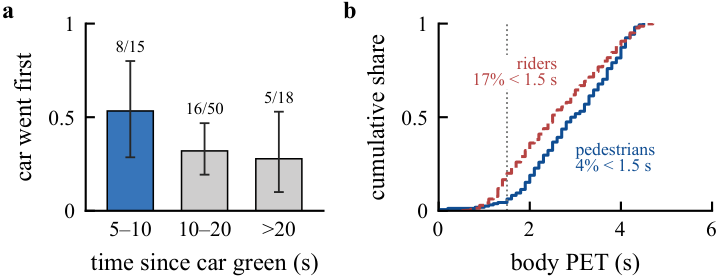 a
car went first
1
0.5
0
8/15
16/50
5/18
5–10
10–20
>20
time since car green (s)
b
cumulative share
1
0.5
0
riders
17% < 1.5 s
pedestrians
4% < 1.5 s
0
2
4
6
body PET (s)